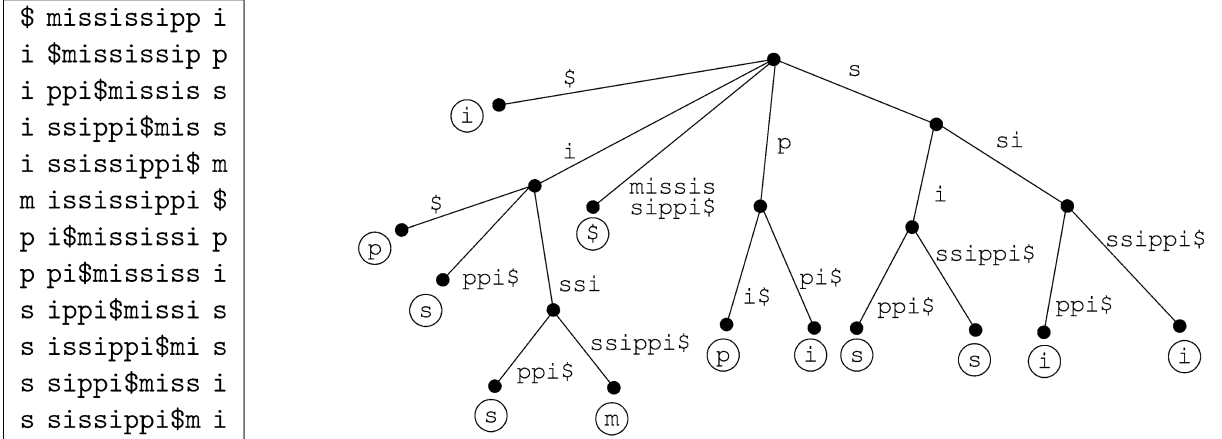 $ mississipp i
i $mississip p
i ppi$missis s
i ssippi$mis s
i ssissippi$ m
m ississippi $
p i$mississi p
p pi$mississ i
s ippi$missi s
s issippi$mi s
s sippi$miss i
s sissippi$m i
$
s
i
i
p
si
$
missis
sippi$
i
p
$
ppi$
ssi
ssippi$
ssippi$
s
i$
pi$
ppi$
ppi$
ppi$
ssippi$
p
i
s
s
i
i
s
m